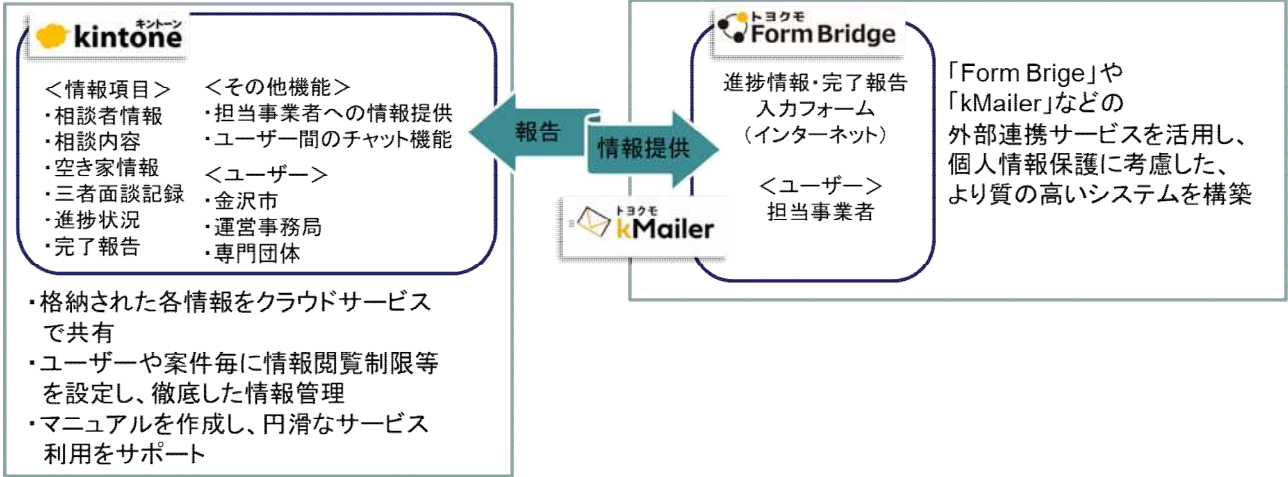 キントーン
kintone
＜情報項目＞
・相談者情報
・相談内容
・空き家情報
・三者面談記録
・進捗状況
・完了報告
＜その他機能＞
・担当事業者への情報提供
・ユーザー間のチャット機能
＜ユーザー＞
・金沢市
・運営事務局
・専門団体
・格納された各情報をクラウドサービス
で共有
・ユーザーや案件毎に情報閲覧制限等
を設定し、徹底した情報管理
・マニュアルを作成し、円滑なサービス
利用をサポート
報告
情報提供
トヨクモ
kMailer
トヨクモ
Form Bridge
進捗情報・完了報告
入力フォーム
（インターネット）
＜ユーザー＞
担当事業者
「Form Brige」や
「kMailer」などの
外部連携サービスを活用し、
個人情報保護に考慮した、
より質の高いシステムを構築